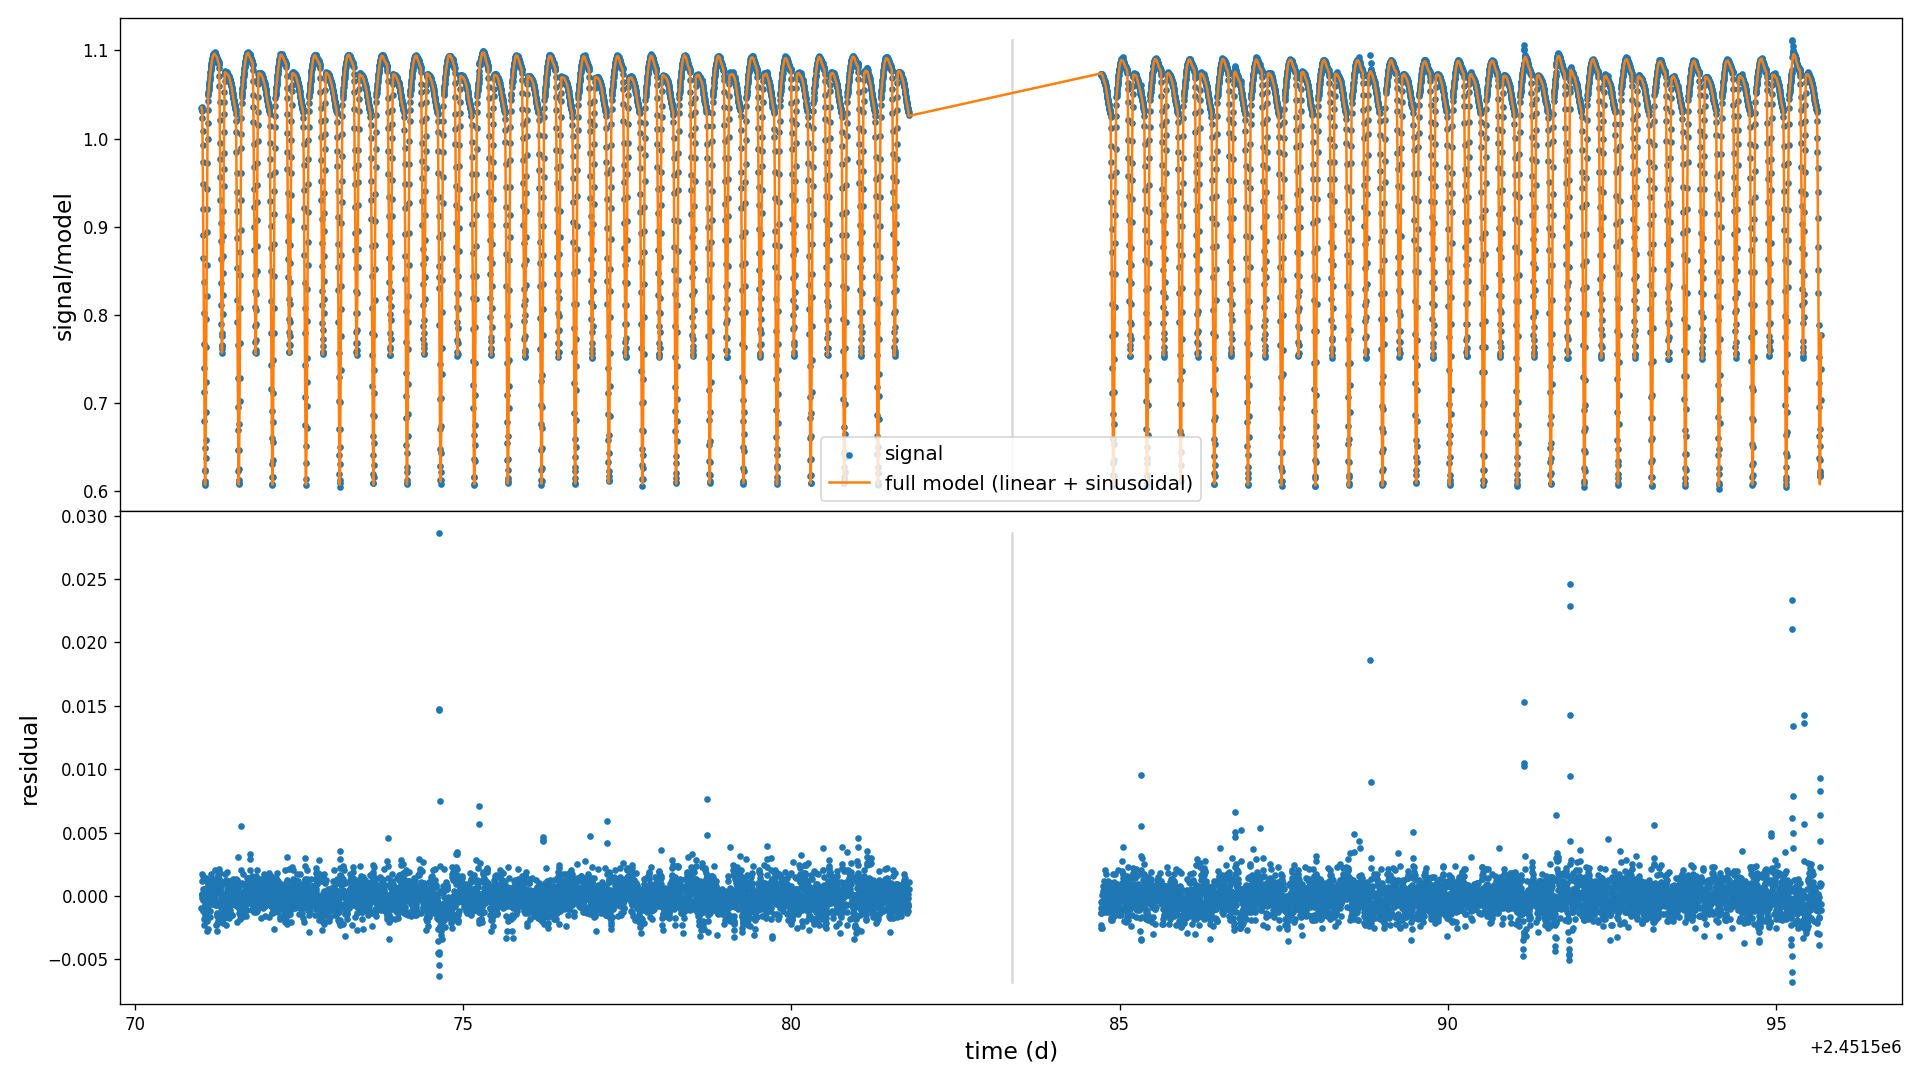 1.1
1.0
0.9
0.8
0.7
0.6
signal/model
signal
full model (linear + sinusoidal)
0.030
0.025
0.020
0.015
0.010
0.005
0.000
−0.005
residual
70 75 80 85 90 95
time (d)
+2.4515e6